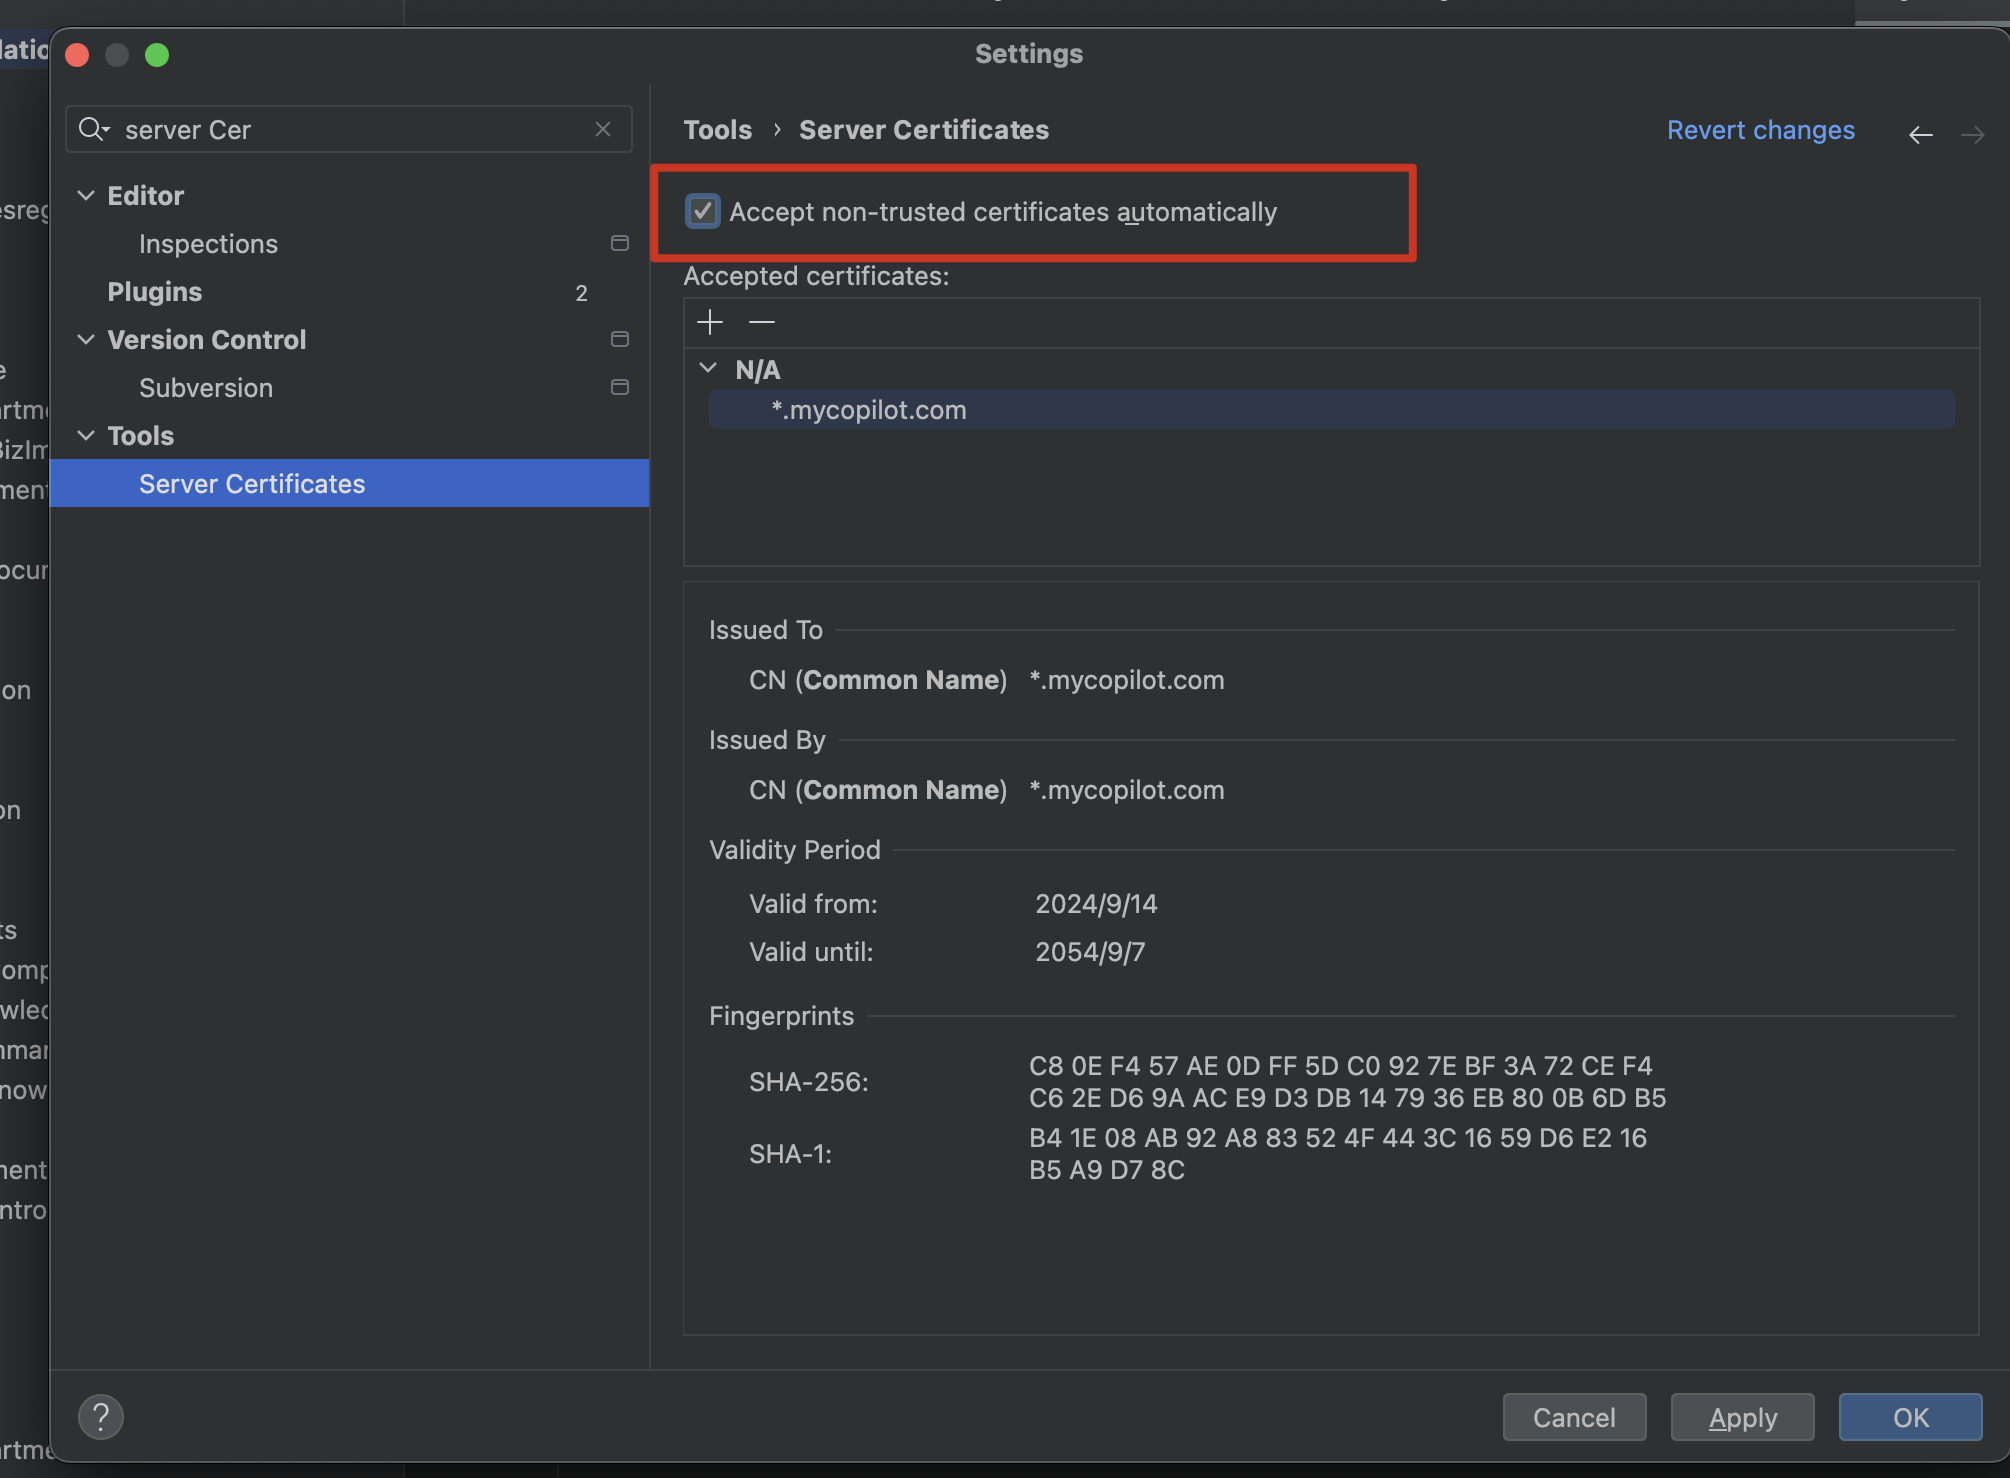 Settings
server Cer
Editor
Inspections
Plugins 2
Version Control
Subversion
Tools
Server Certificates
Tools › Server Certificates
Revert changes
Accept non-trusted certificates automatically
Accepted certificates:
N/A
*.mycopilot.com
Issued To
CN (Common Name) *.mycopilot.com
Issued By
CN (Common Name) *.mycopilot.com
Validity Period
Valid from: 2024/9/14
Valid until: 2054/9/7
Fingerprints
SHA-256: C8 0E F4 57 AE 0D FF 5D C0 92 7E BF 3A 72 CE F4
C6 2E D6 9A AC E9 D3 DB 14 79 36 EB 80 0B 6D B5
SHA-1: B4 1E 08 AB 92 A8 83 52 4F 44 3C 16 59 D6 E2 16
B5 A9 D7 8C
?
Cancel
Apply
OK